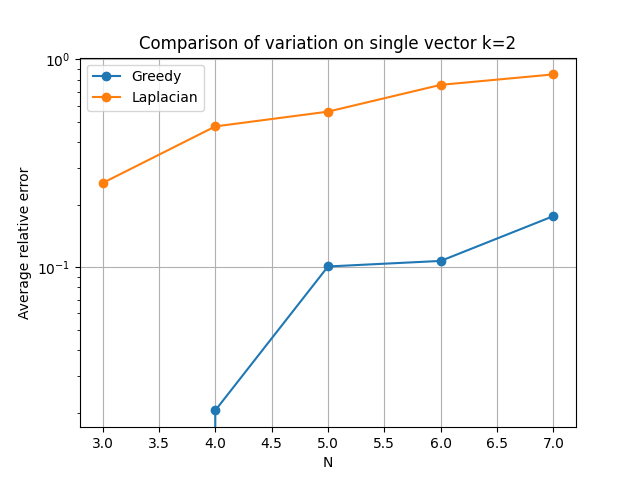 Comparison of variation on single vector k=2
Greedy
Laplacian
Average relative error
10⁰
10⁻¹
3.0 3.5 4.0 4.5 5.0 5.5 6.0 6.5 7.0
N